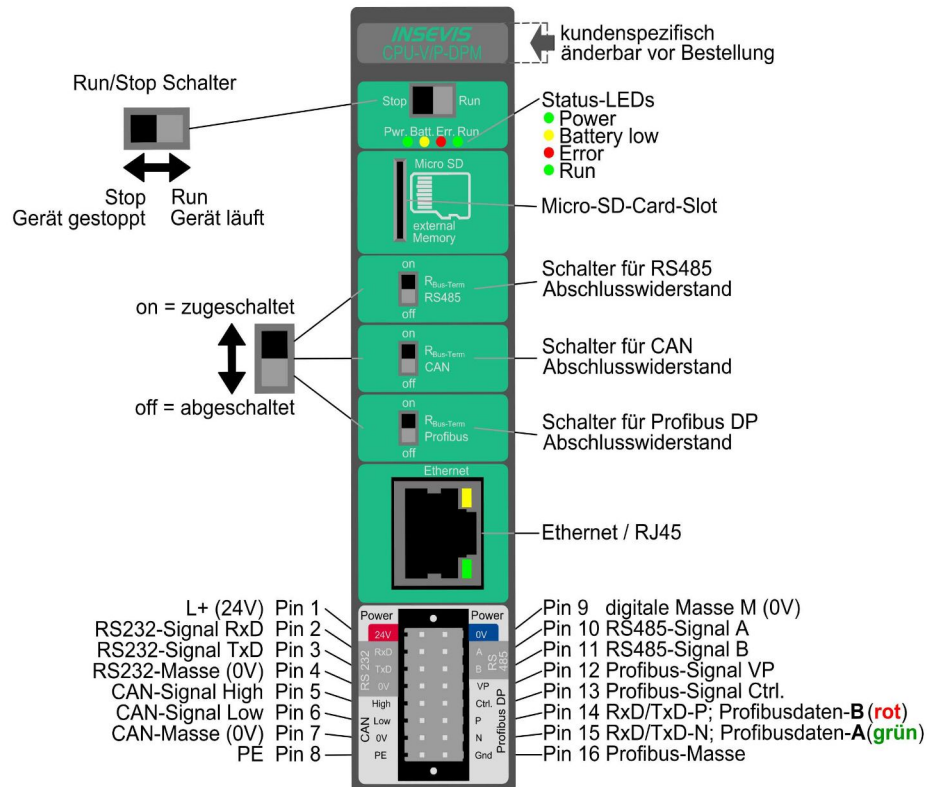 INSEVIS
CPU-V/P-DPM
kundenspezifisch
änderbar vor Bestellung
Run/Stop Schalter
Stop Run
Gerät gestoppt Gerät läuft
Stop Run
Pwr. Batt. Err. Run
Status-LEDs
Power
Battery low
Error
Run
Micro SD
external
Memory
Micro-SD-Card-Slot
on
RBus-Term
RS485
off
Schalter für RS485
Abschlusswiderstand
on = zugeschaltet
off = abgeschaltet
on
RBus-Term
CAN
off
Schalter für CAN
Abschlusswiderstand
on
RBus-Term
Profibus
off
Schalter für Profibus DP
Abschlusswiderstand
Ethernet
Ethernet / RJ45
L+ (24V) Pin 1
RS232-Signal RxD Pin 2
RS232-Signal TxD Pin 3
RS232-Masse (0V) Pin 4
CAN-Signal High Pin 5
CAN-Signal Low Pin 6
CAN-Masse (0V) Pin 7
PE Pin 8
Power
24V
RS 232
RxD
TxD
0V
CAN
High
Low
0V
PE
Power
0V
A
B
RS
485
VP
Ctrl.
P
N
Gnd
Profibus DP
Pin 9 digitale Masse M (0V)
Pin 10 RS485-Signal A
Pin 11 RS485-Signal B
Pin 12 Profibus-Signal VP
Pin 13 Profibus-Signal Ctrl.
Pin 14 RxD/TxD-P; Profibusdaten-B (rot)
Pin 15 RxD/TxD-N; Profibusdaten-A(grün)
Pin 16 Profibus-Masse